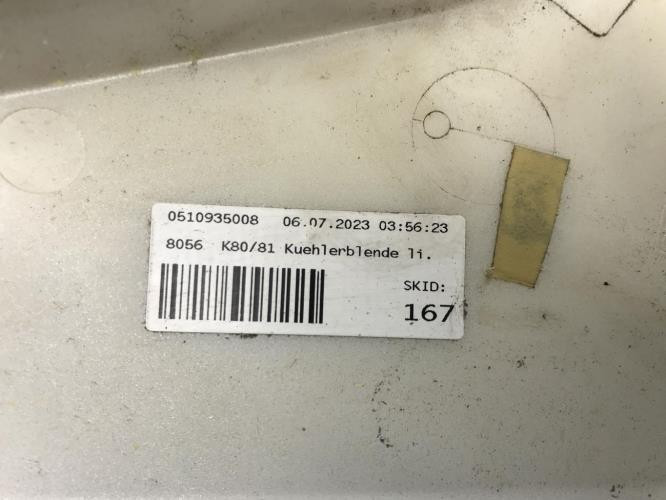 0510935008 06.07.2023 03:56:23
8056 K80/81 Kuehlerblende li.
SKID:
167